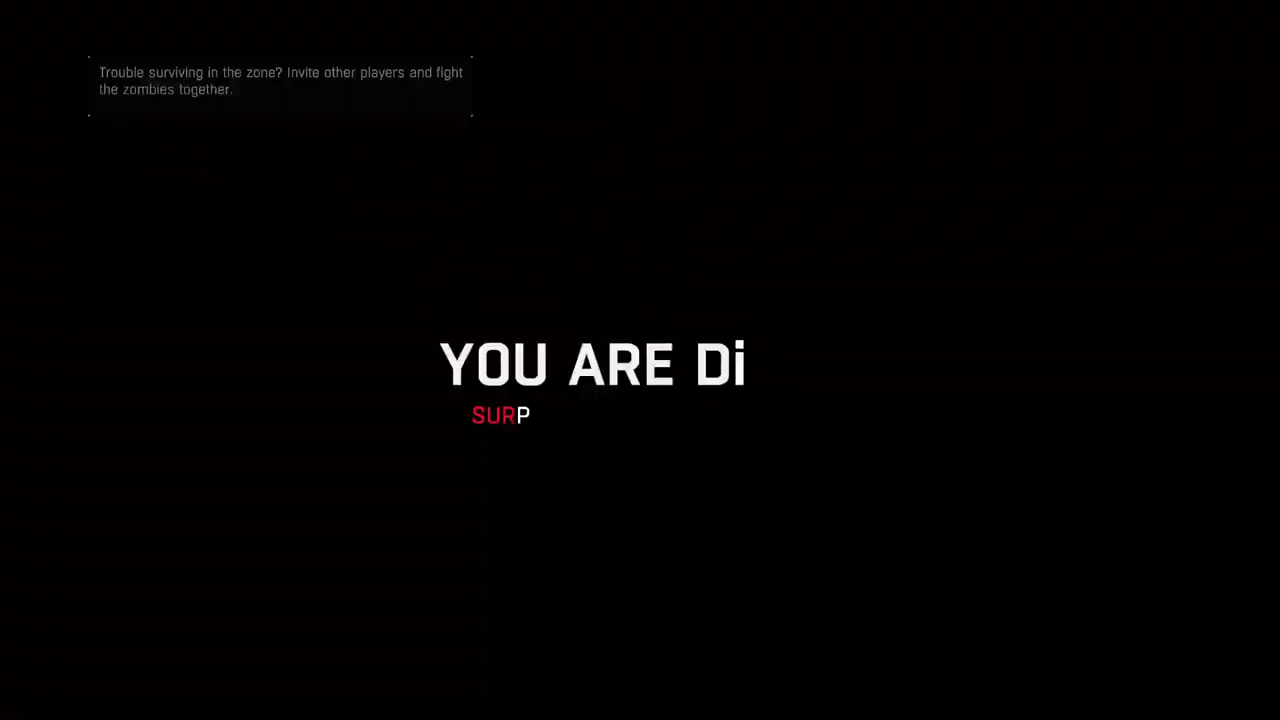 Trouble surviving in the zone? Invite other players and fight
the zombies together.
YOU ARE Di
SURP